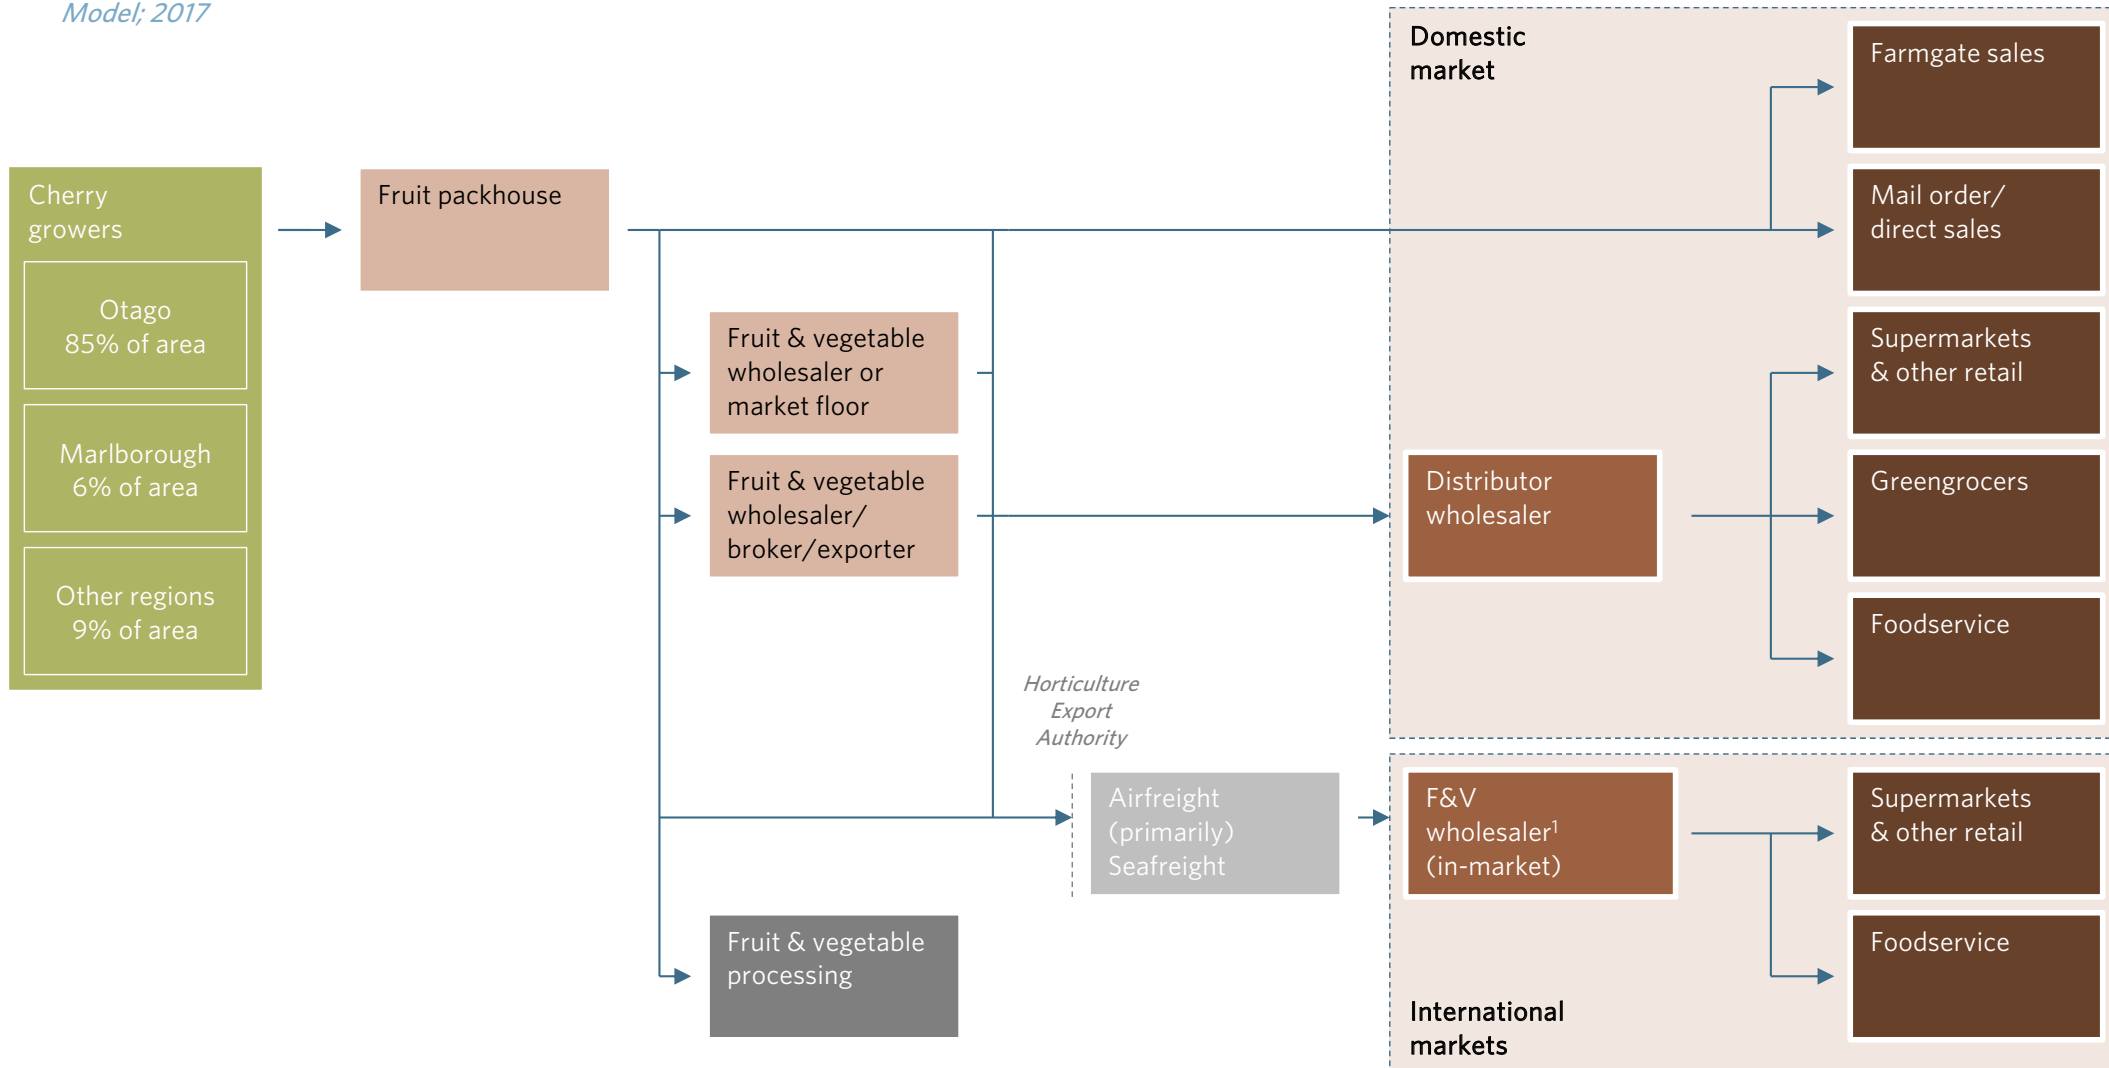 Model; 2017
Cherry
growers
Otago
85% of area
Marlborough
6% of area
Other regions
9% of area
Fruit packhouse
Fruit & vegetable
wholesaler or
market floor
Fruit & vegetable
wholesaler/
broker/exporter
Fruit & vegetable
processing
Horticulture
Export
Authority
Airfreight
(primarily)
Seafreight
Domestic
market
Distributor
wholesaler
Farmgate sales
Mail order/
direct sales
Supermarkets
& other retail
Greengrocers
Foodservice
F&V
wholesaler¹
(in-market)
International
markets
Supermarkets
& other retail
Foodservice